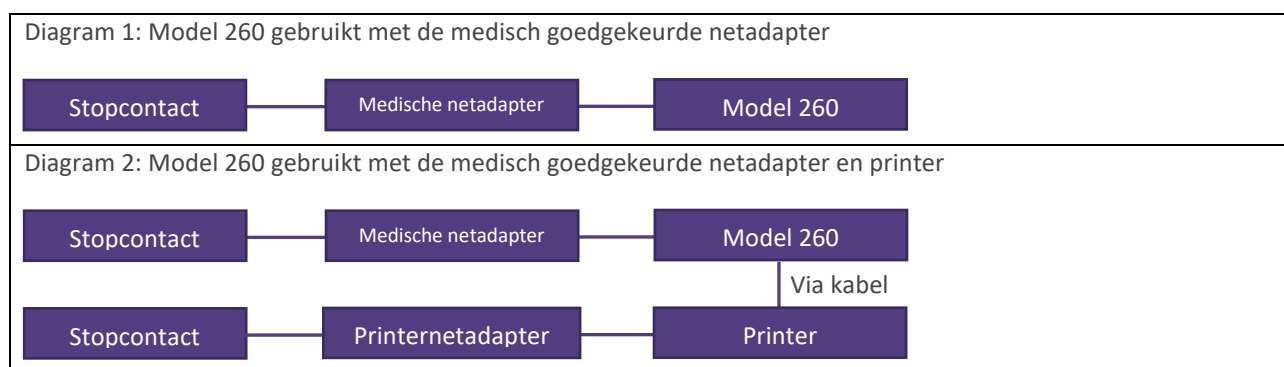 Diagram 1: Model 260 gebruikt met de medisch goedgekeurde netadapter
Stopcontact Medische netadapter Model 260
Diagram 2: Model 260 gebruikt met de medisch goedgekeurde netadapter en printer
Stopcontact Medische netadapter Model 260
Via kabel
Stopcontact Printernetadapter Printer